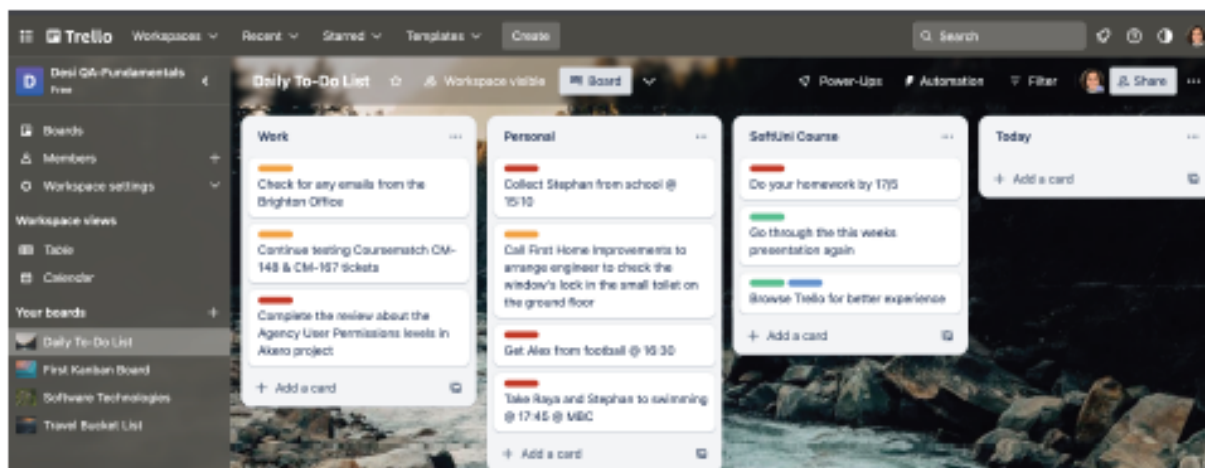 Trello Workspaces Recent Starred Templates Create Search
D Desi QA-Fundamentals
Free
Boards
Members
Workspace settings
Workspace views
Table
Calendar
Your boards
Daily To-Do List
First Kanban Board
Software Technologies
Travel Bucket List
Daily To-Do List Workspace visible Board Power-Ups Automation Filter Share
Work
Check for any emails from the
Brighton Office
Continue testing Coursematch CM-
148 & CM-167 tickets
Complete the review about the
Agency User Permissions levels in
Akero project
+ Add a card
Personal
Collect Stephan from school @
15:10
Call First Home Improvements to
arrange engineer to check the
window's lock in the small toilet on
the ground floor
Get Alex from football @ 16:30
Take Raya and Stephan to swimming
@ 17:45 @ MBC
+ Add a card
SoftUni Course
Do your homework by 17/5
Go through the this weeks
presentation again
Browse Trello for better experience
+ Add a card
Today
+ Add a card